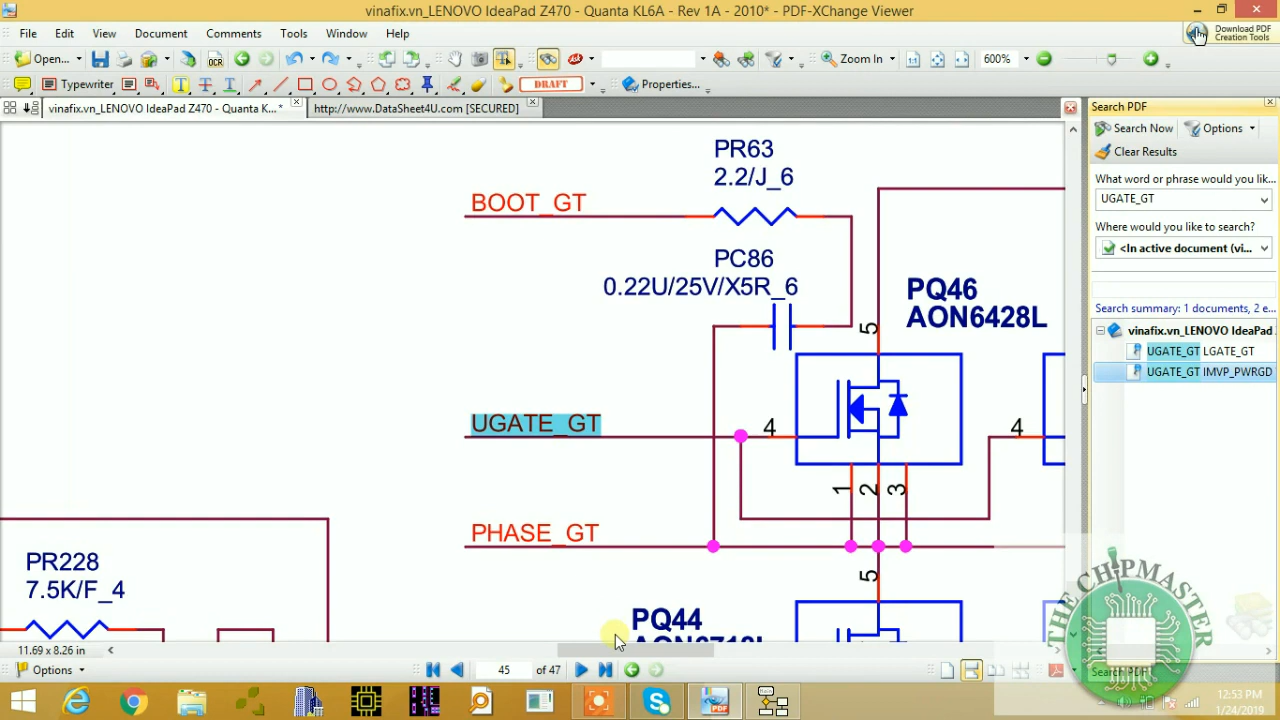 vinafix.vn_LENOVO IdeaPad Z470 - Quanta KL6A - Rev 1A - 2010* - PDF-XChange Viewer
File Edit View Document Comments Tools Window Help
Download PDF
Creation Tools
Open... OCR Zoom In 600%
Typewriter DRAFT Properties...
vinafix.vn_LENOVO IdeaPad Z470 - Quanta K... * http://www.DataSheet4U.com [SECURED]
Search PDF
Search Now Options
Clear Results
What word or phrase would you lik...
UGATE_GT
Where would you like to search?
<In active document (vi...
Search summary: 1 documents, 2 e...
vinafix.vn_LENOVO IdeaPad
UGATE_GT LGATE_GT
UGATE_GT IMVP_PWRGD
PR63
2.2/J_6
BOOT_GT
PC86
0.22U/25V/X5R_6
PQ46
AON6428L
5
UGATE_GT
4
4
1 2 3
PHASE_GT
5
PR228
7.5K/F_4
PQ44
THE CHIPMASTER
11.69 x 8.26 in
Options 45 of 47
Search PDF
PDF
12:53 PM
1/24/2019